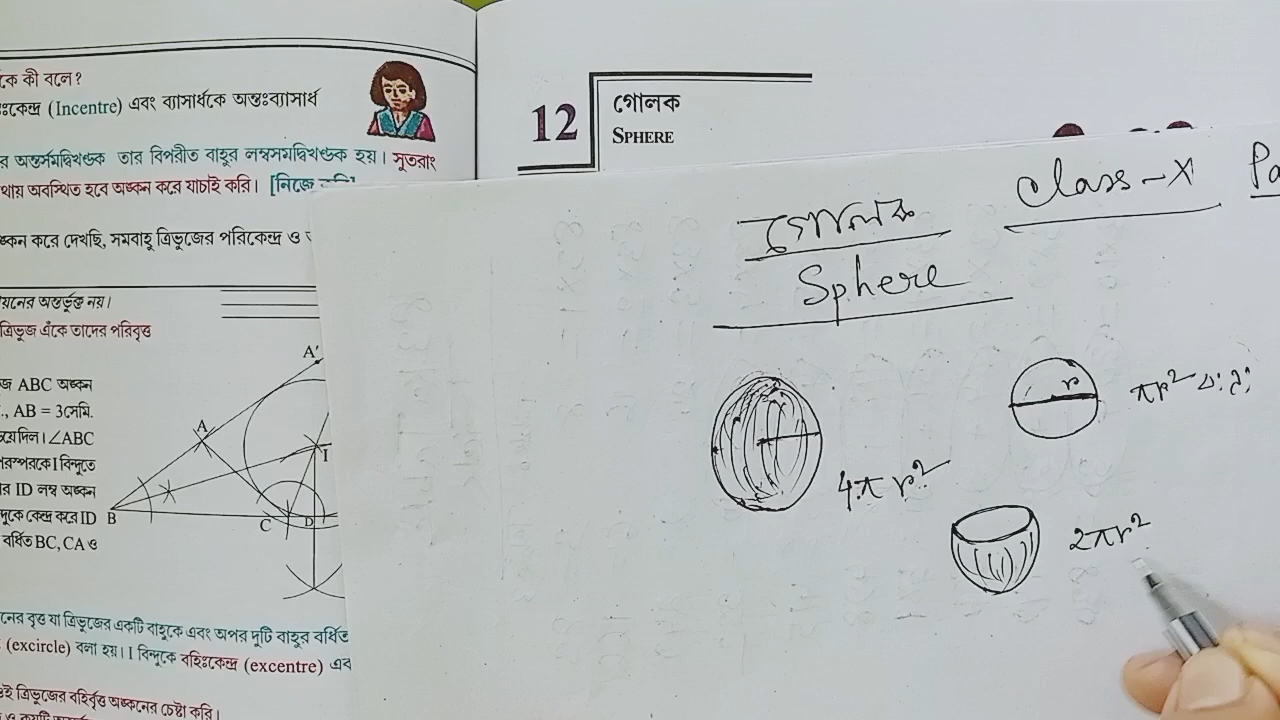 কে কী বলে?
কেন্দ্র (Incentre) এবং ব্যাসার্ধকে অন্তঃব্যাসার্ধ
র অন্তর্সমদ্বিখণ্ডক তার বিপরীত বাহুর লম্বসমদ্বিখণ্ডক হয়। সুতরাং
থায় অবস্থিত হবে অঙ্কন করে যাচাই করি। [নিজে
ঙ্কন করে দেখছি, সমবাহু ত্রিভুজের পরিকেন্দ্র ও
য়নের অন্তর্ভুক্ত নয়।
ত্রিভুজ এঁকে তাদের পরিবৃত্ত
জ ABC অঙ্কন
., AB = 3সেমি.
য়েদিন। ∠ABC
রস্পরকে I বিন্দুতে
র ID লম্ব অঙ্কন
দুকে কেন্দ্র করে ID
বর্ধিত BC, CA ও
A′
A
I
B
C
D
নের বৃত্ত যা ত্রিভুজের একটি বাহুকে এবং অপর দুটি বাহুর বর্ধিত
(excircle) বলা হয়। I বিন্দুকে বহিঃকেন্দ্র (excentre) এব
ওই ত্রিভুজের বহির্বৃত্ত অঙ্কনের চেষ্টা করি।
12
গোলক
SPHERE
গোলক
Class-X
Pa
Sphere
4πr²
r
πr²
2πr²